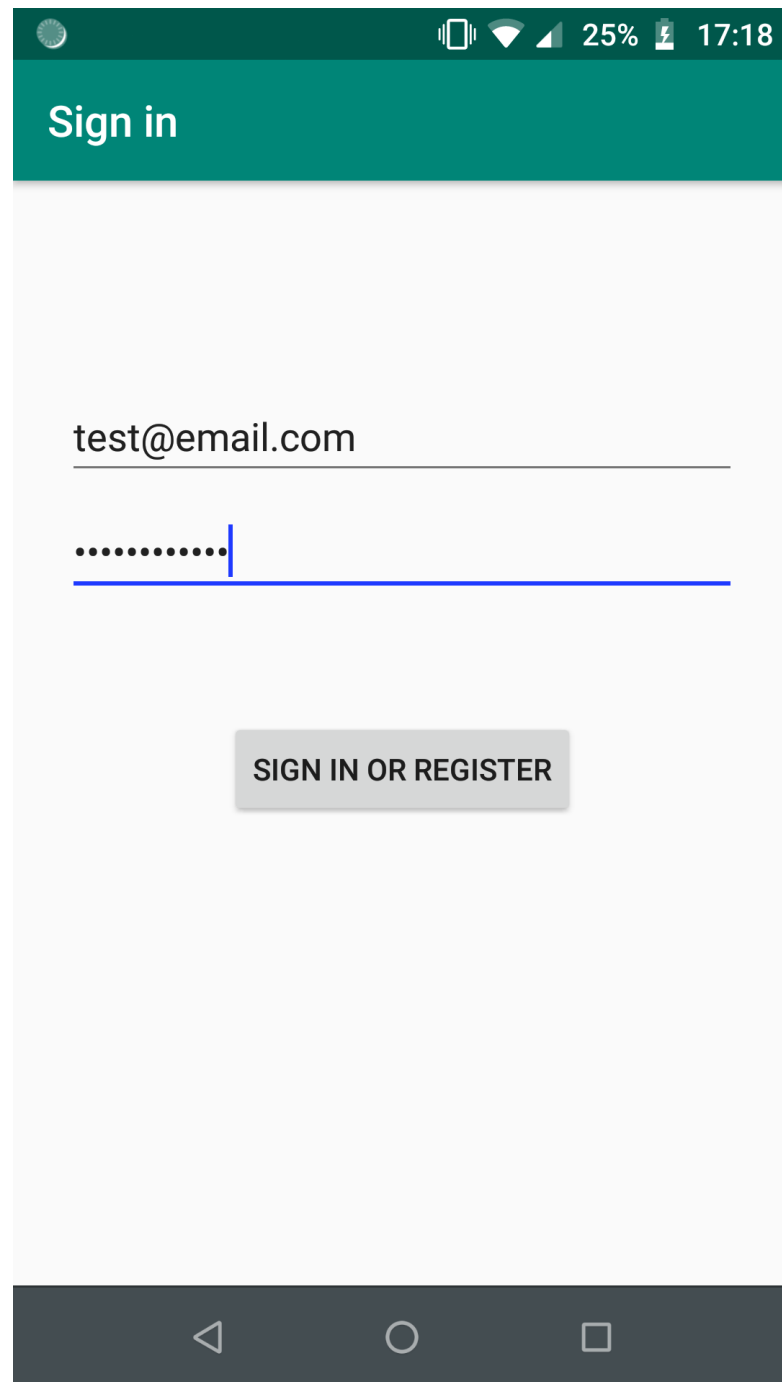 25% 17:18
Sign in
test@email.com
••••••••••••
SIGN IN OR REGISTER